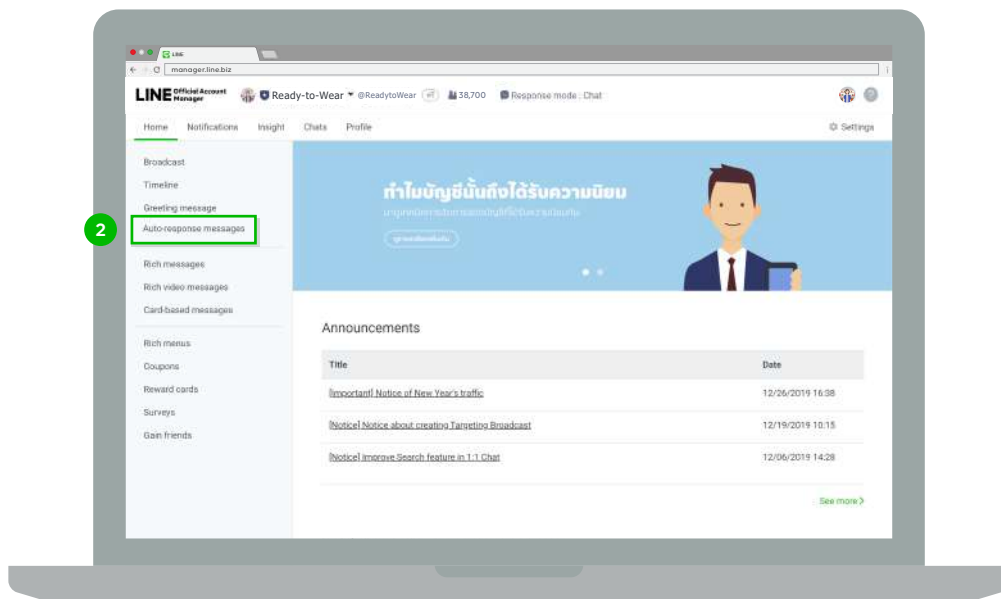 LINE
manager.line.biz
LINE Official Account Manager Ready-to-Wear @ReadytoWear ฟรี 38,700 Response mode : Chat
Home Notifications Insight Chats Profile Settings
Broadcast
Timeline
Greeting message
2
Auto-response messages
Rich messages
Rich video messages
Card-based messages
Rich menus
Coupons
Reward cards
Surveys
Gain friends
ทำไมบัญชีนั้นถึงได้รับความนิยม
Announcements
Title Date
[Important] Notice of New Year's traffic 12/26/2019 16:38
[Notice] Notice about creating Targeting Broadcast 12/19/2019 10:15
[Notice] Improve Search feature in 1:1 Chat 12/06/2019 14:28
See more